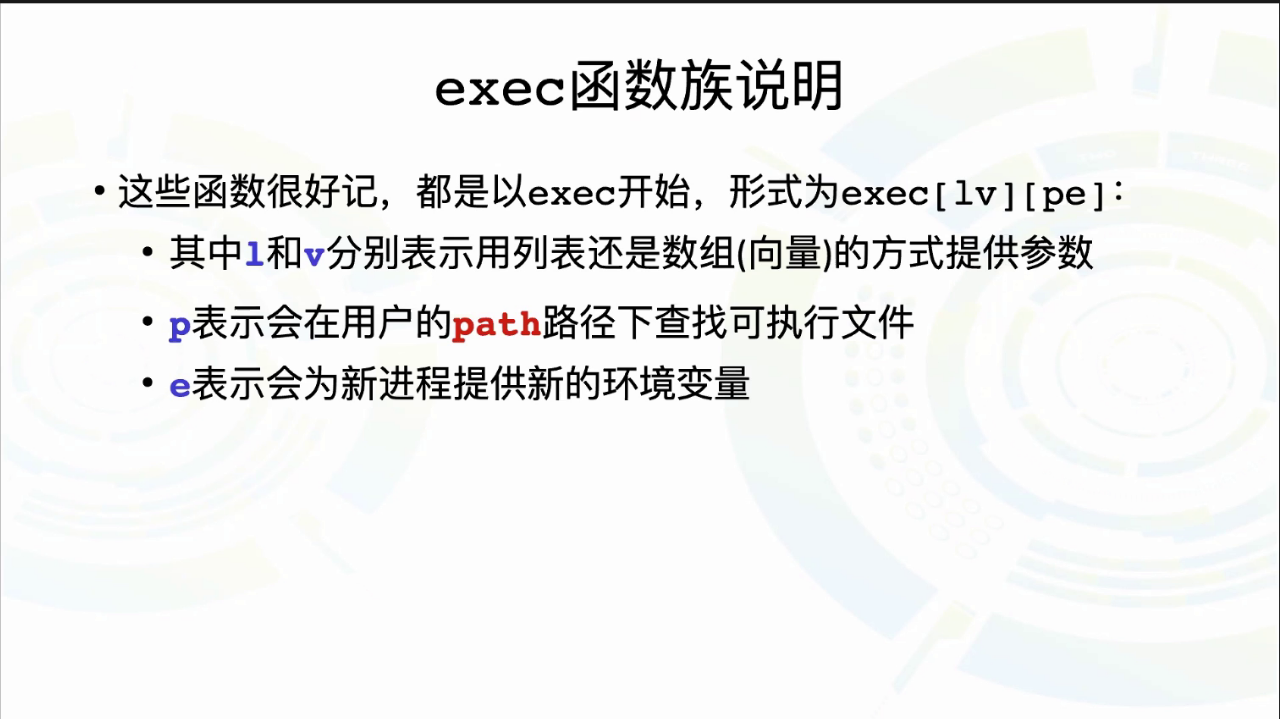 exec函数族说明
• 这些函数很好记，都是以exec开始，形式为exec[lv][pe]：
• 其中l和v分别表示用列表还是数组(向量)的方式提供参数
• p表示会在用户的path路径下查找可执行文件
• e表示会为新进程提供新的环境变量